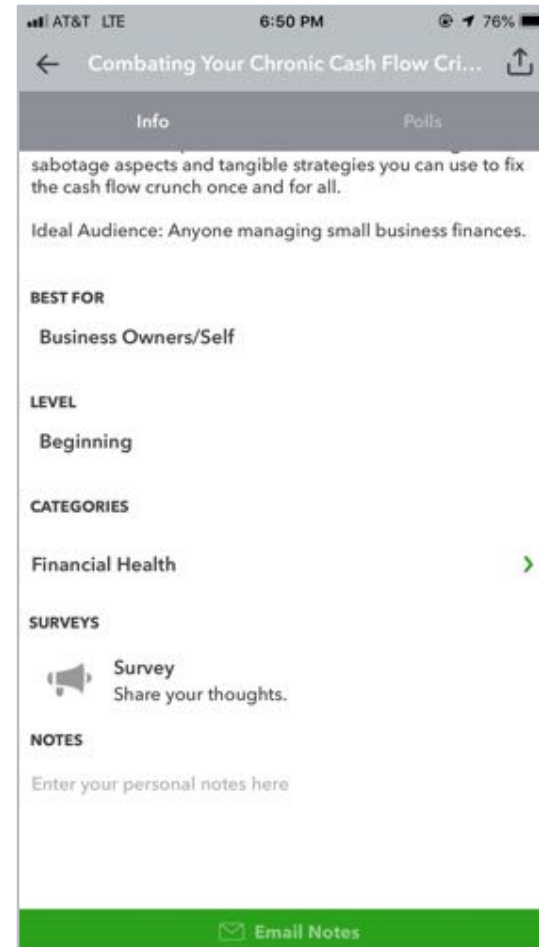 AT&T LTE 6:50 PM 76%
Combating Your Chronic Cash Flow Cri...
Info Polls
sabotage aspects and tangible strategies you can use to fix
the cash flow crunch once and for all.
Ideal Audience: Anyone managing small business finances.
BEST FOR
Business Owners/Self
LEVEL
Beginning
CATEGORIES
Financial Health
SURVEYS
Survey
Share your thoughts.
NOTES
Enter your personal notes here
Email Notes